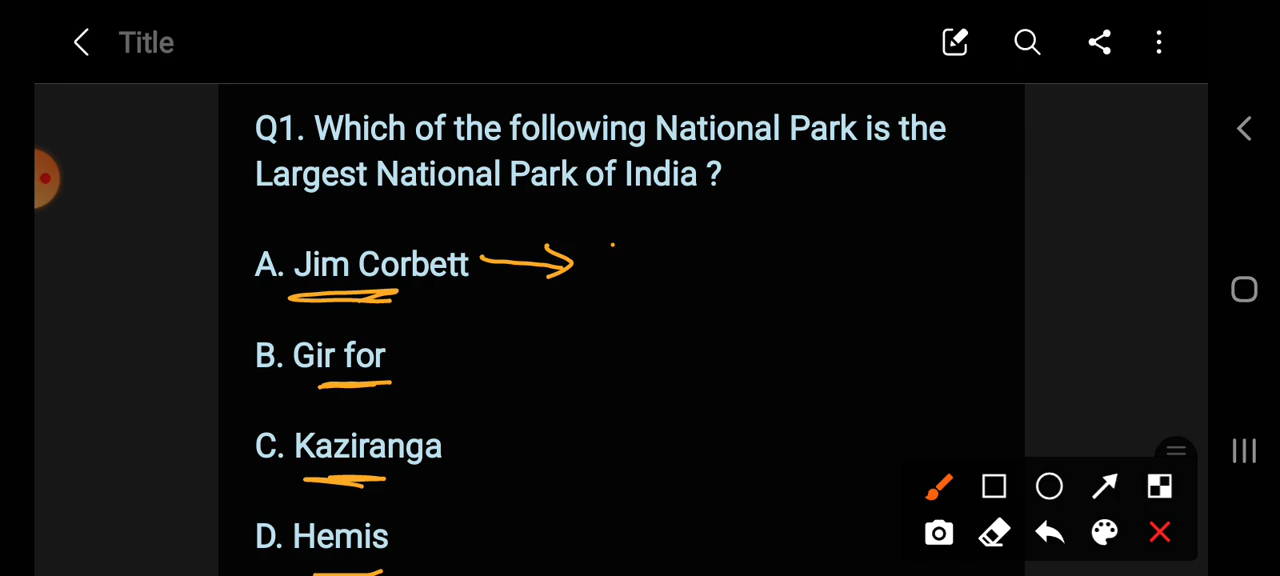 Title
Q1. Which of the following National Park is the
Largest National Park of India ?
A. Jim Corbett
B. Gir for
C. Kaziranga
D. Hemis